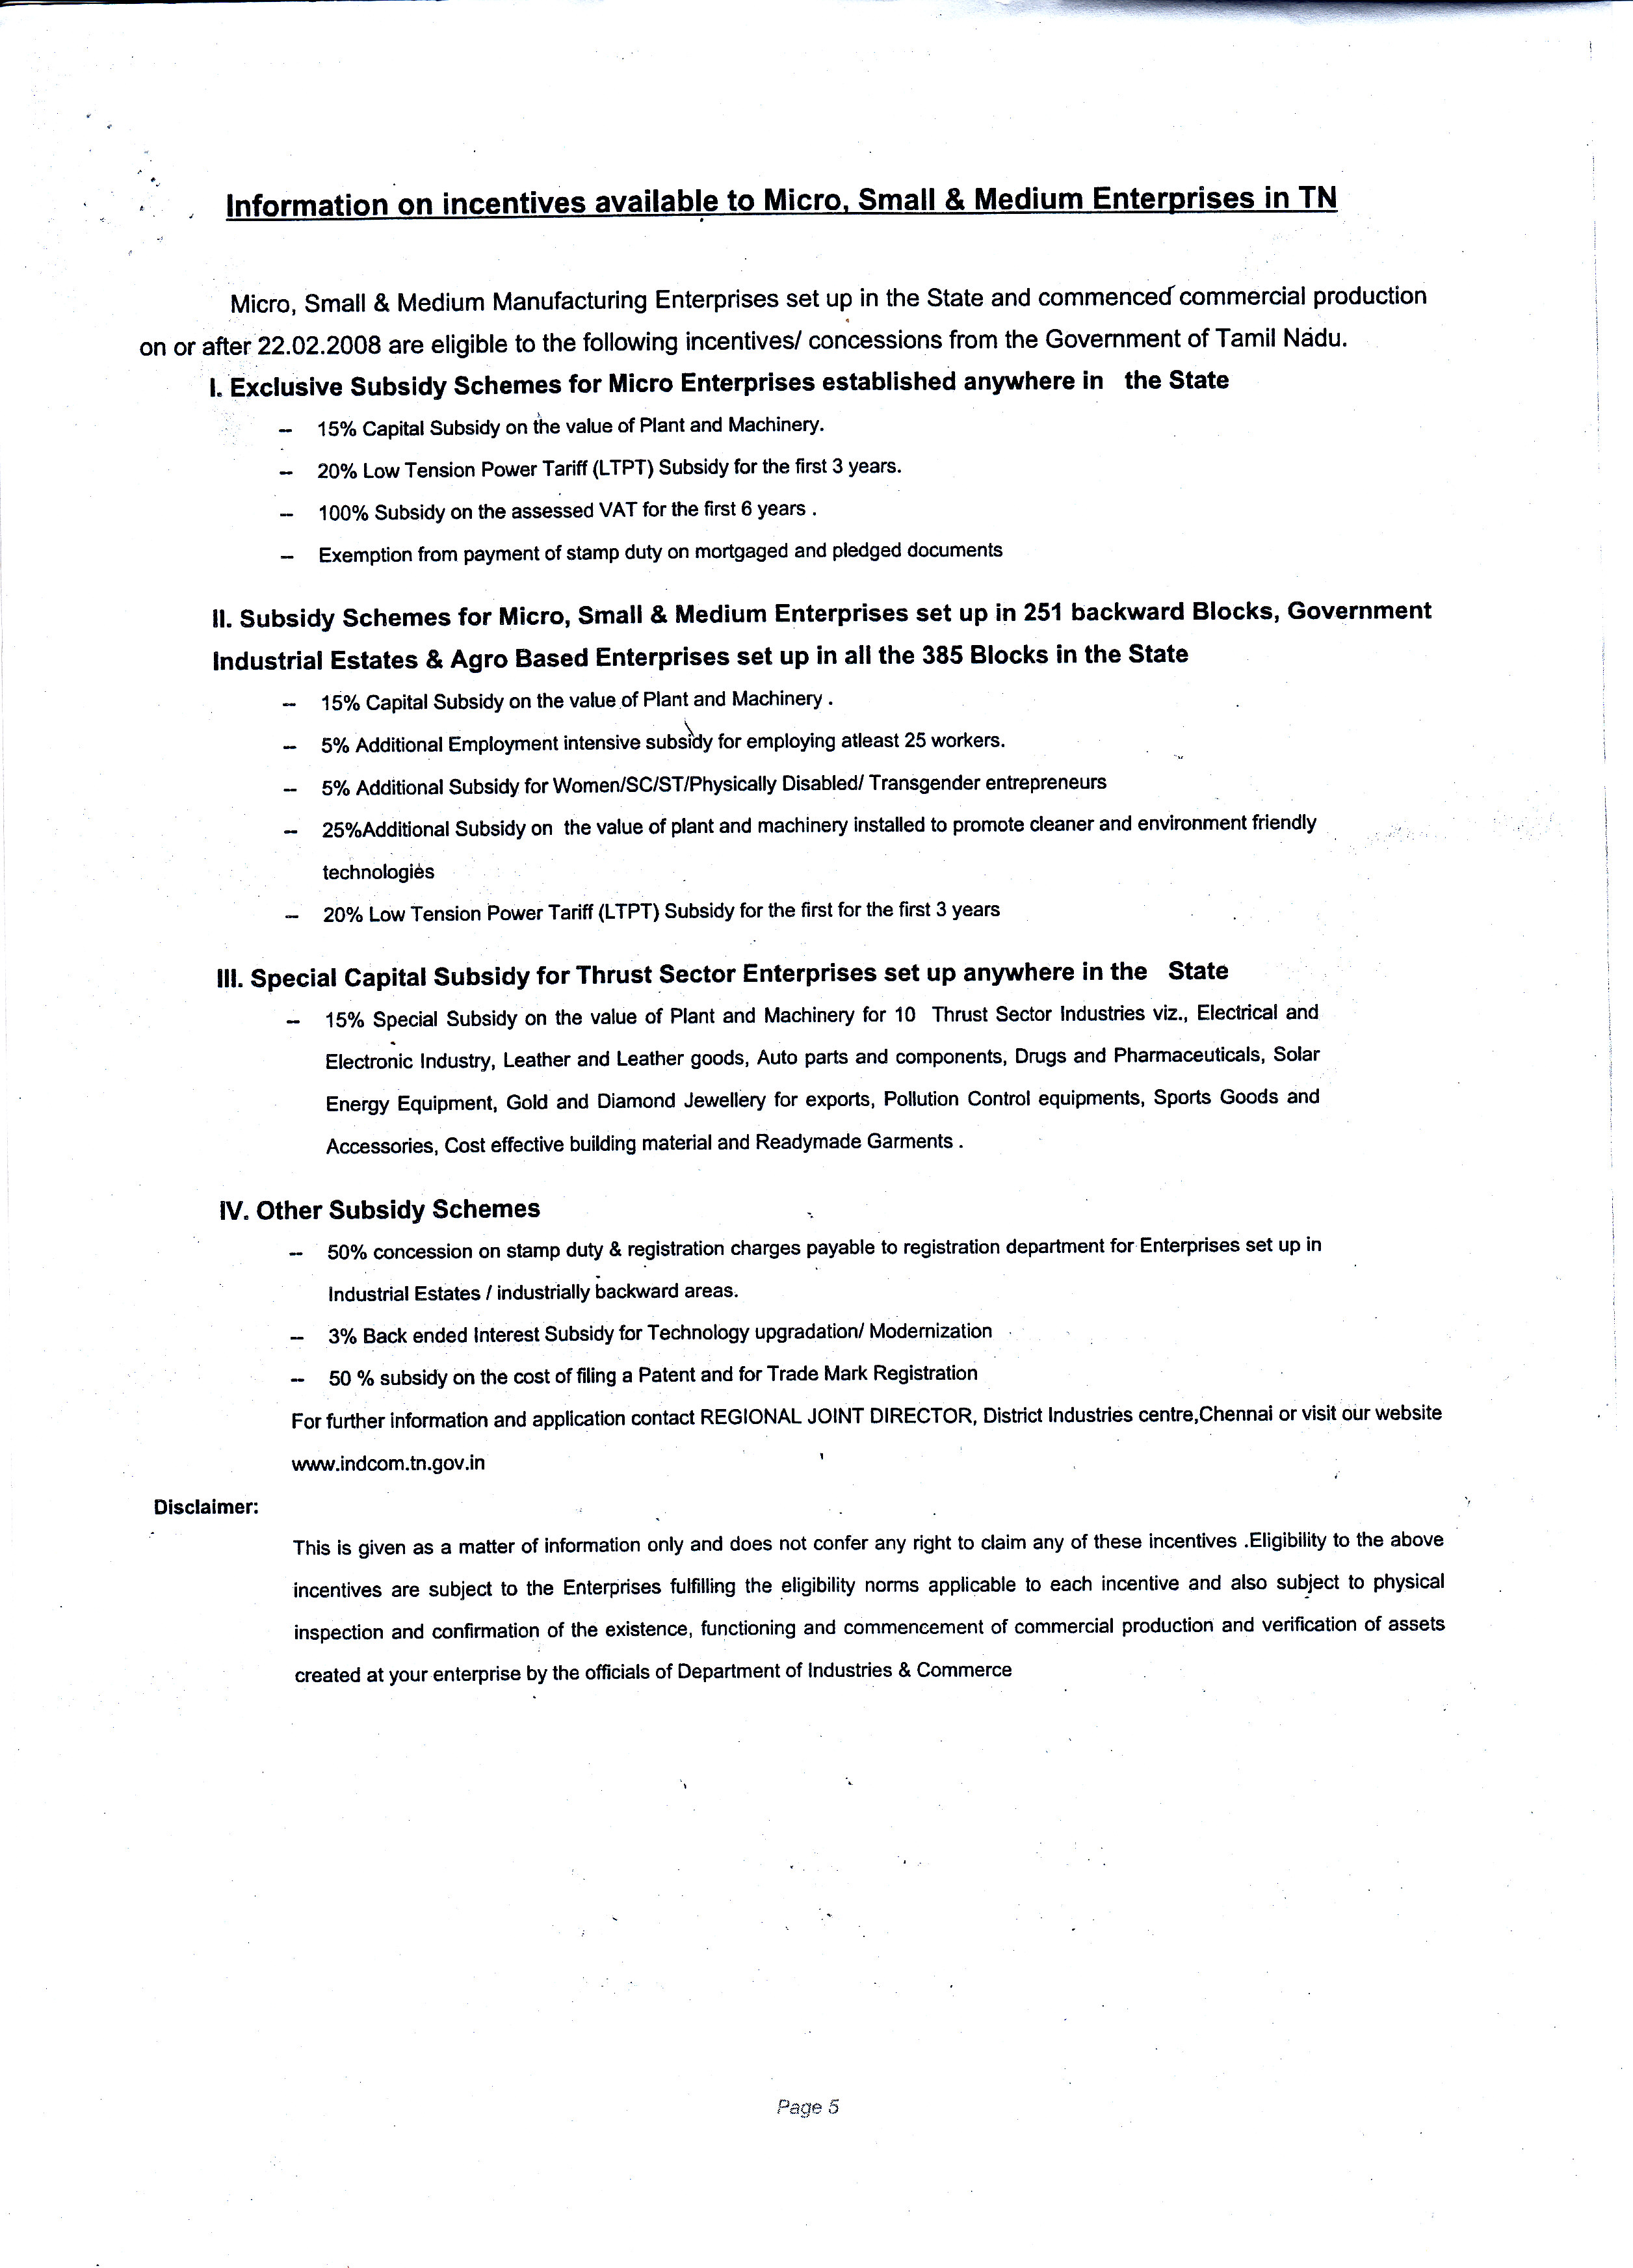 Information on incentives available to Micro, Small & Medium Enterprises in TN
Micro, Small & Medium Manufacturing Enterprises set up in the State and commenced commercial production
on or after 22.02.2008 are eligible to the following incentives/ concessions from the Government of Tamil Nadu.
I. Exclusive Subsidy Schemes for Micro Enterprises established anywhere in the State
-- 15% Capital Subsidy on the value of Plant and Machinery.
-- 20% Low Tension Power Tariff (LTPT) Subsidy for the first 3 years.
-- 100% Subsidy on the assessed VAT for the first 6 years .
-- Exemption from payment of stamp duty on mortgaged and pledged documents
II. Subsidy Schemes for Micro, Small & Medium Enterprises set up in 251 backward Blocks, Government
Industrial Estates & Agro Based Enterprises set up in all the 385 Blocks in the State
-- 15% Capital Subsidy on the value of Plant and Machinery .
-- 5% Additional Employment intensive subsidy for employing atleast 25 workers.
-- 5% Additional Subsidy for Women/SC/ST/Physically Disabled/ Transgender entrepreneurs
-- 25%Additional Subsidy on the value of plant and machinery installed to promote cleaner and environment friendly
technologies
-- 20% Low Tension Power Tariff (LTPT) Subsidy for the first for the first 3 years
III. Special Capital Subsidy for Thrust Sector Enterprises set up anywhere in the State
-- 15% Special Subsidy on the value of Plant and Machinery for 10 Thrust Sector Industries viz., Electrical and
Electronic Industry, Leather and Leather goods, Auto parts and components, Drugs and Pharmaceuticals, Solar
Energy Equipment, Gold and Diamond Jewellery for exports, Pollution Control equipments, Sports Goods and
Accessories, Cost effective building material and Readymade Garments .
IV. Other Subsidy Schemes
-- 50% concession on stamp duty & registration charges payable to registration department for Enterprises set up in
Industrial Estates / industrially backward areas.
-- 3% Back ended Interest Subsidy for Technology upgradation/ Modernization
-- 50 % subsidy on the cost of filing a Patent and for Trade Mark Registration
For further information and application contact REGIONAL JOINT DIRECTOR, District Industries centre,Chennai or visit our website
www.indcom.tn.gov.in
Disclaimer:
This is given as a matter of information only and does not confer any right to claim any of these incentives .Eligibility to the above
incentives are subject to the Enterprises fulfilling the eligibility norms applicable to each incentive and also subject to physical
inspection and confirmation of the existence, functioning and commencement of commercial production and verification of assets
created at your enterprise by the officials of Department of Industries & Commerce
Page 5